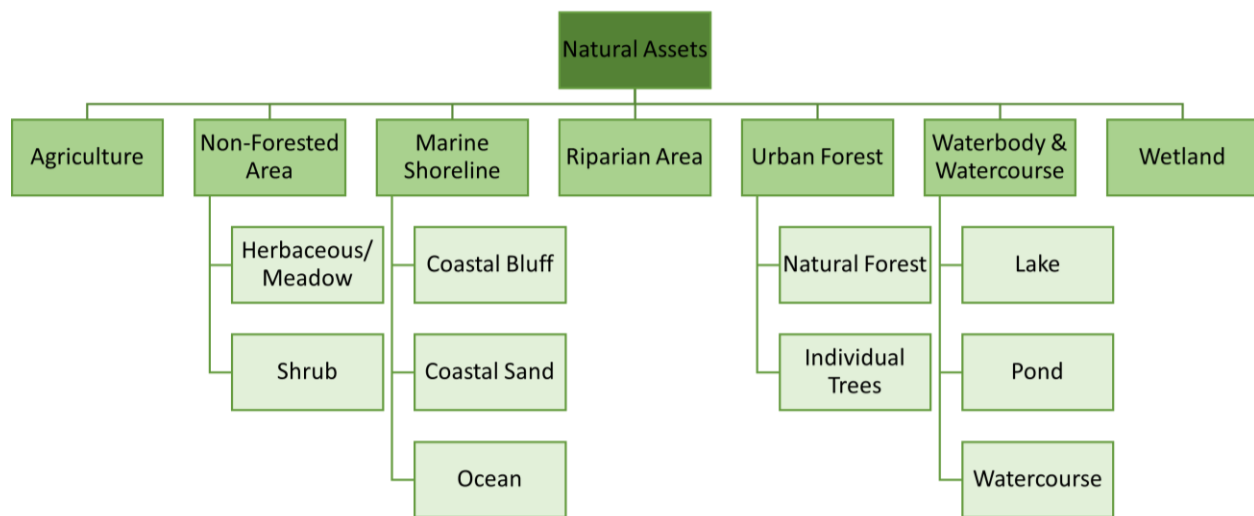 Natural Assets
Agriculture
Non-Forested
Area
Marine
Shoreline
Riparian Area
Urban Forest
Waterbody &
Watercourse
Wetland
Herbaceous/
Meadow
Shrub
Coastal Bluff
Coastal Sand
Ocean
Natural Forest
Individual
Trees
Lake
Pond
Watercourse